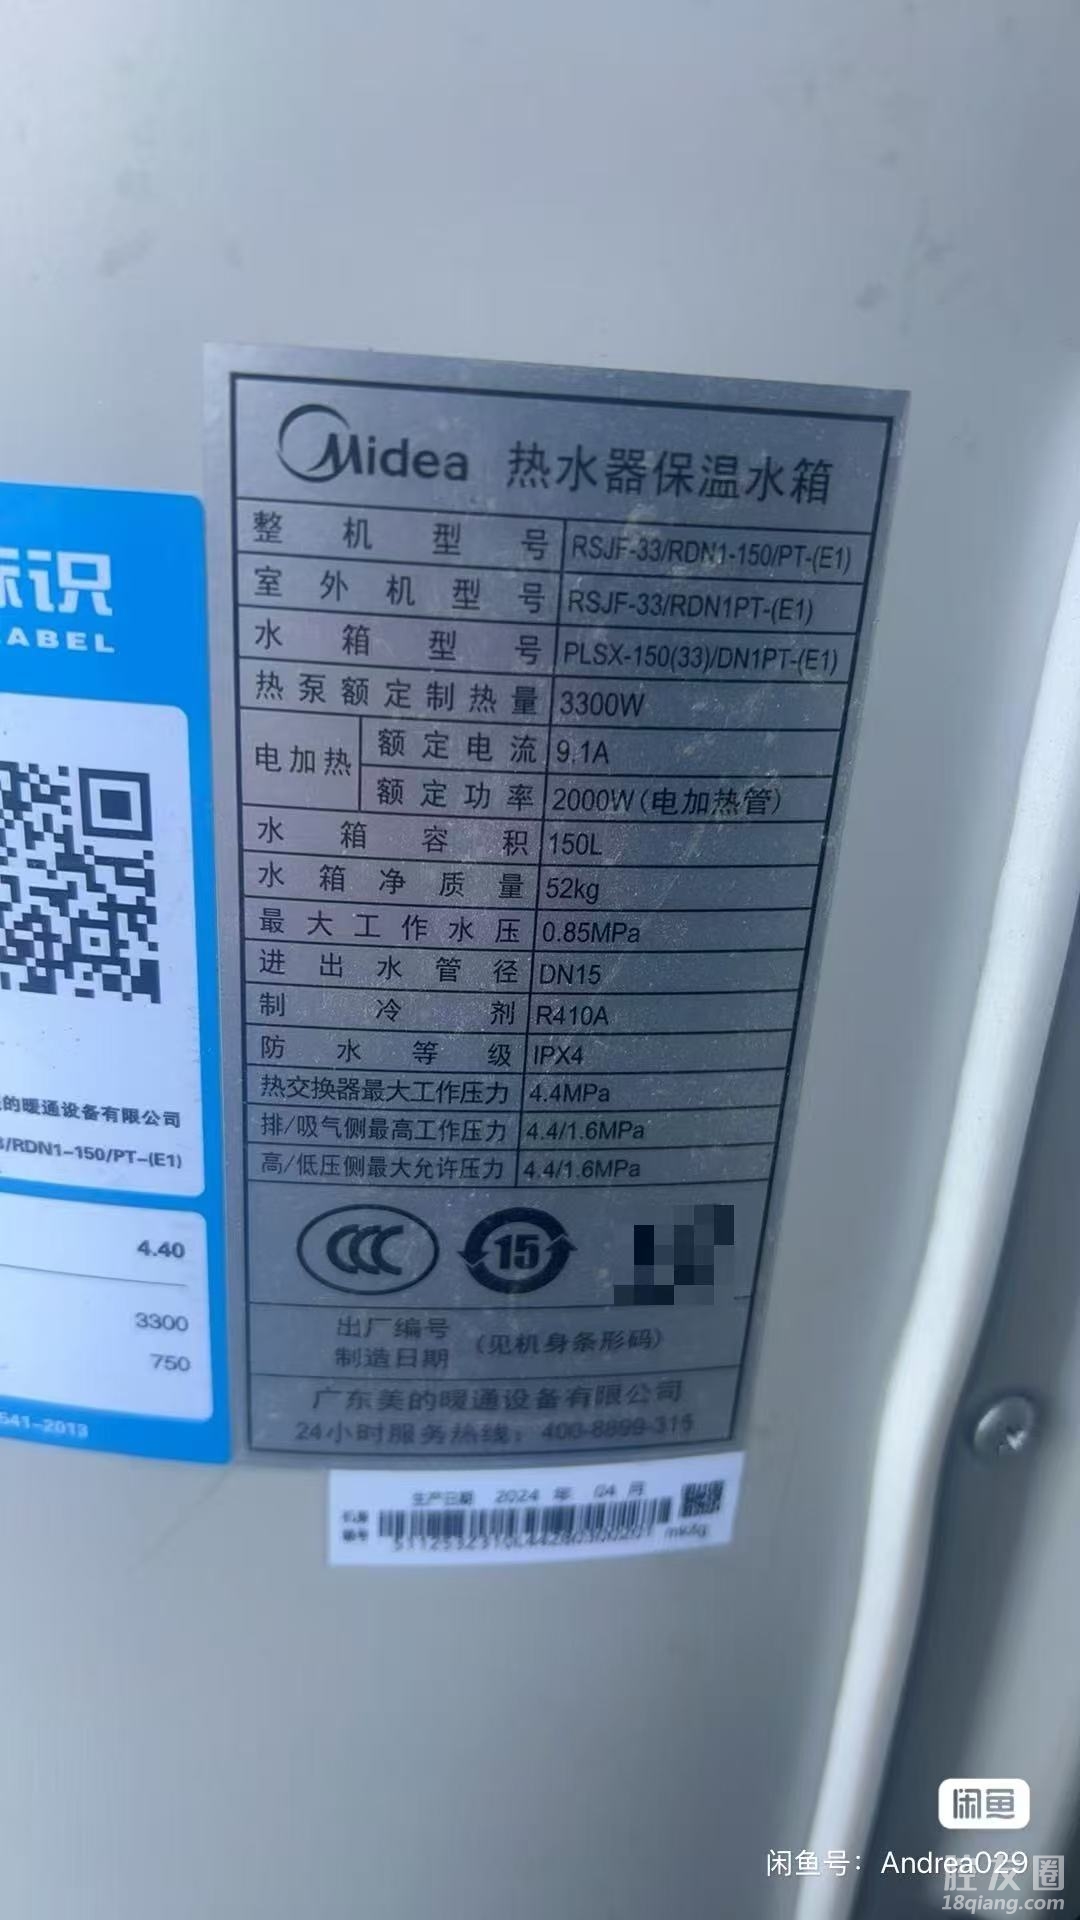 标识
LABEL
的暖通设备有限公司
/RDN1-150/PT-(E1)
4.40
3300
750
541-2013
Midea 热水器保温水箱
整机型号 RSJF-33/RDN1-150/PT-(E1)
室外机型号 RSJF-33/RDN1PT-(E1)
水箱型号 PLSX-150(33)/DN1PT-(E1)
热泵额定制热量 3300W
电加热 额定电流 9.1A
额定功率 2000W(电加热管)
水箱容积 150L
水箱净质量 52kg
最大工作水压 0.85MPa
进出水管径 DN15
制冷剂 R410A
防水等级 IPX4
热交换器最大工作压力 4.4MPa
排/吸气侧最高工作压力 4.4/1.6MPa
高/低压侧最大允许压力 4.4/1.6MPa
CCC 15
出厂编号
制造日期 (见机身条形码)
广东美的暖通设备有限公司
24小时服务热线：400-8899-315
生产日期 2024 年 04 月
闲鱼
闲鱼号：Andrea029
腔友圈
18qiang.com